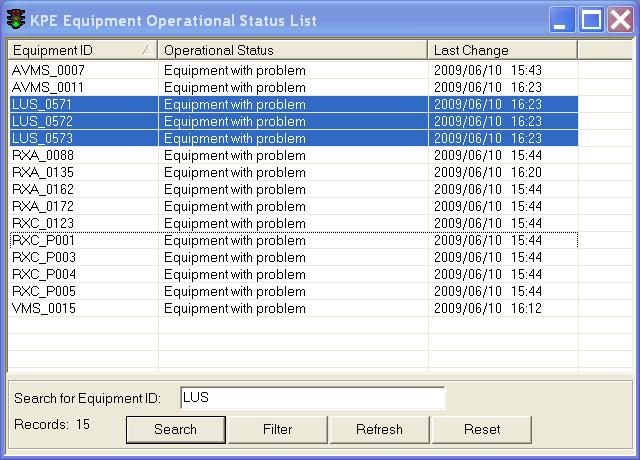 KPE Equipment Operational Status List
Equipment ID Operational Status Last Change
AVMS_0007 Equipment with problem 2009/06/10 15:43
AVMS_0011 Equipment with problem 2009/06/10 16:23
LUS_0571 Equipment with problem 2009/06/10 16:23
LUS_0572 Equipment with problem 2009/06/10 16:23
LUS_0573 Equipment with problem 2009/06/10 16:23
RXA_0088 Equipment with problem 2009/06/10 15:44
RXA_0135 Equipment with problem 2009/06/10 16:20
RXA_0162 Equipment with problem 2009/06/10 15:44
RXA_0172 Equipment with problem 2009/06/10 15:44
RXC_0123 Equipment with problem 2009/06/10 15:44
RXC_P001 Equipment with problem 2009/06/10 15:44
RXC_P003 Equipment with problem 2009/06/10 15:44
RXC_P004 Equipment with problem 2009/06/10 15:44
RXC_P005 Equipment with problem 2009/06/10 15:44
VMS_0015 Equipment with problem 2009/06/10 16:12
Search for Equipment ID: LUS
Records: 15 Search Filter Refresh Reset